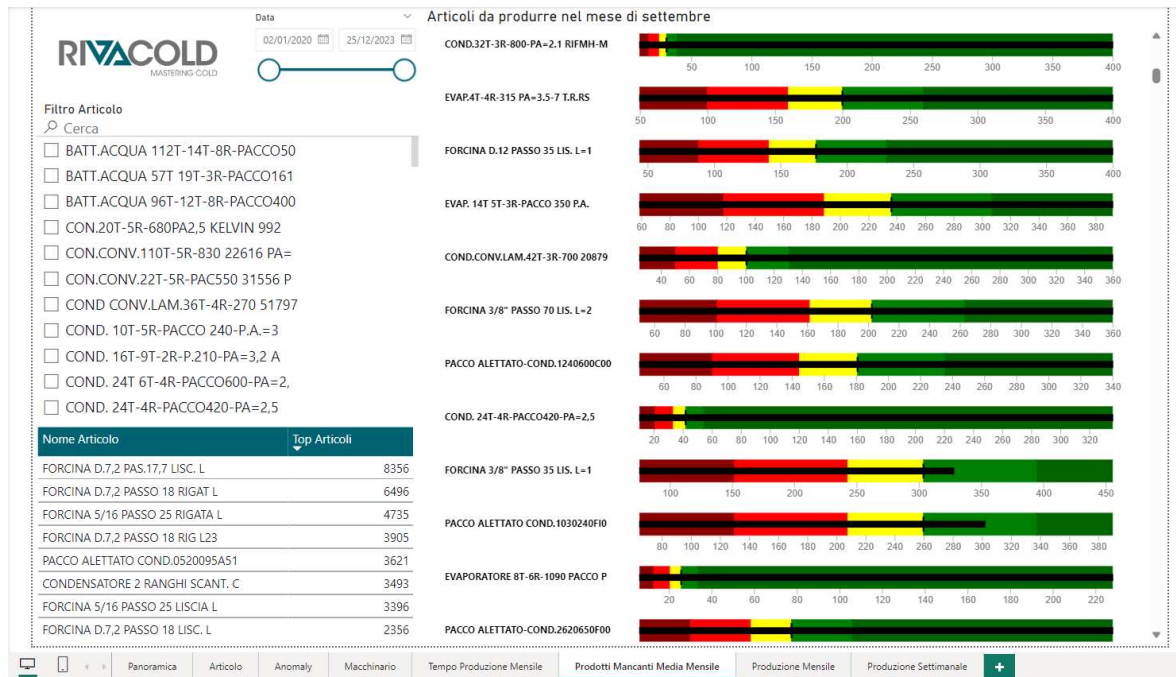 RIVACOLD
MASTERING COLD
Data
02/01/2020 25/12/2023
Filtro Articolo
Cerca
BATT.ACQUA 112T-14T-8R-PACCO50
BATT.ACQUA 57T 19T-3R-PACCO161
BATT.ACQUA 96T-12T-8R-PACCO400
CON.20T-5R-680PA2,5 KELVIN 992
CON.CONV.110T-5R-830 22616 PA=
CON.CONV.22T-5R-PAC550 31556 P
COND CONV.LAM.36T-4R-270 51797
COND. 10T-5R-PACCO 240-P.A.=3
COND. 16T-9T-2R-P.210-PA=3,2 A
COND. 24T 6T-4R-PACCO600-PA=2,
COND. 24T-4R-PACCO420-PA=2,5
Nome Articolo Top Articoli
FORCINA D.7,2 PAS.17,7 LISC. L 8356
FORCINA D.7,2 PASSO 18 RIGAT L 6496
FORCINA 5/16 PASSO 25 RIGATA L 4735
FORCINA D.7,2 PASSO 18 RIG L23 3905
PACCO ALETTATO COND.0520095A51 3621
CONDENSATORE 2 RANGHI SCANT. C 3493
FORCINA 5/16 PASSO 25 LISCIA L 3396
FORCINA D.7,2 PASSO 18 LISC. L 2356
Articoli da produrre nel mese di settembre
COND.32T-3R-800-PA=2.1 RIFMH-M
50 100 150 200 250 300 350 400
EVAP.4T-4R-315 PA=3.5-7 T.R.RS
50 100 150 200 250 300 350 400
FORCINA D.12 PASSO 35 LIS. L=1
50 100 150 200 250 300 350 400
EVAP. 14T 5T-3R-PACCO 350 P.A.
60 80 100 120 140 160 180 200 220 240 260 280 300 320 340 360 380
COND.CONV.LAM.42T-3R-700 20879
40 60 80 100 120 140 160 180 200 220 240 260 280 300 320 340 360
FORCINA 3/8" PASSO 70 LIS. L=2
60 80 100 120 140 160 180 200 220 240 260 280 300 320 340 360
PACCO ALETTATO-COND.1240600C00
60 80 100 120 140 160 180 200 220 240 260 280 300 320 340
COND. 24T-4R-PACCO420-PA=2,5
20 40 60 80 100 120 140 160 180 200 220 240 260 280 300 320
FORCINA 3/8" PASSO 35 LIS. L=1
100 150 200 250 300 350 400 450
PACCO ALETTATO COND.1030240FI0
80 100 120 140 160 180 200 220 240 260 280 300 320 340 360 380
EVAPORATORE 8T-6R-1090 PACCO P
20 40 60 80 100 120 140 160 180 200 220
PACCO ALETTATO-COND.2620650F00
Panoramica Articolo Anomaly Macchinario Tempo Produzione Mensile Prodotti Mancanti Media Mensile Produzione Mensile Produzione Settimanale +